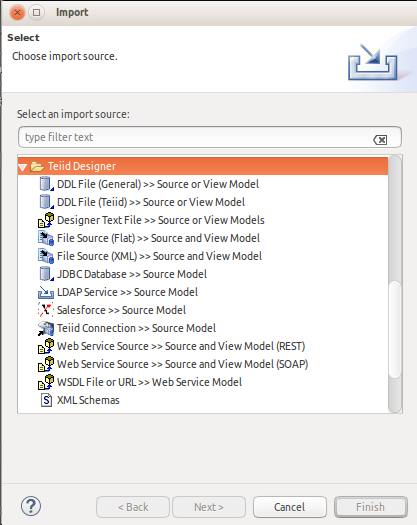 Import
Select
Choose import source.
Select an import source:
type filter text
Teiid Designer
DDL File (General) >> Source or View Model
DDL File (Teiid) >> Source or View Model
Designer Text File >> Source or View Models
File Source (Flat) >> Source and View Model
File Source (XML) >> Source and View Model
JDBC Database >> Source Model
LDAP Service >> Source Model
Salesforce >> Source Model
Teiid Connection >> Source Model
Web Service Source >> Source and View Model (REST)
Web Service Source >> Source and View Model (SOAP)
WSDL File or URL >> Web Service Model
XML Schemas
< Back Next > Cancel Finish